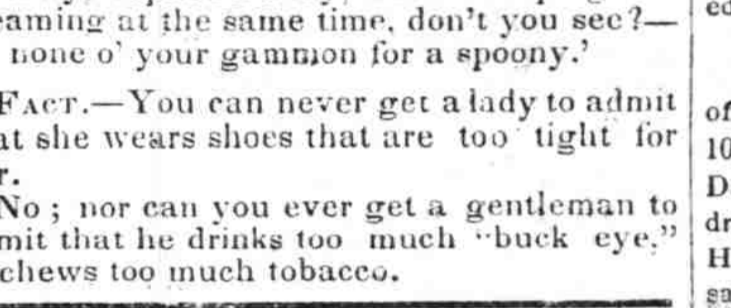 eaming at the same time, don't you see?—
none o' your gammon for a spoony.'
FACT.—You can never get a lady to admit
at she wears shoes that are too tight for
r.
No; nor can you ever get a gentleman to
mit that he drinks too much "buck eye."
chews too much tobacco.
ed
of
10
D
dr
H
sa